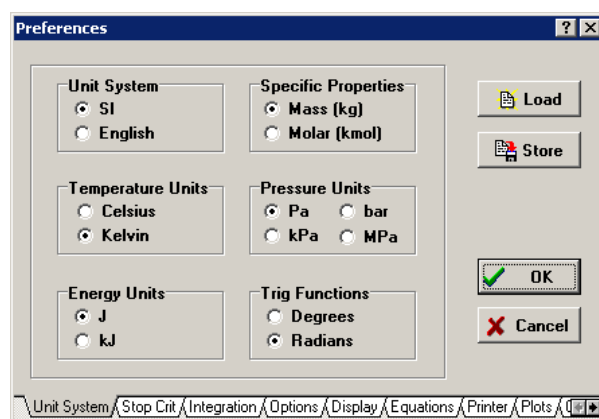 Preferences
Unit System
SI
English
Specific Properties
Mass (kg)
Molar (kmol)
Load
Store
Temperature Units
Celsius
Kelvin
Pressure Units
Pa
bar
kPa
MPa
Energy Units
J
kJ
Trig Functions
Degrees
Radians
OK
Cancel
Unit System Stop Crit Integration Options Display Equations Printer Plots